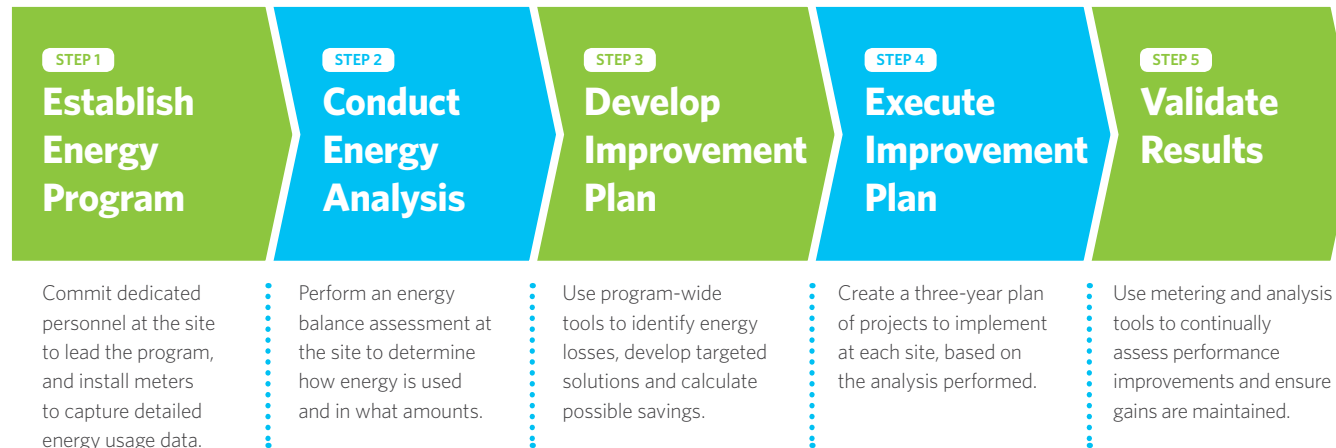 STEP 1
Establish
Energy
Program
Commit dedicated
personnel at the site
to lead the program,
and install meters
to capture detailed
energy usage data.
STEP 2
Conduct
Energy
Analysis
Perform an energy
balance assessment at
the site to determine
how energy is used
and in what amounts.
STEP 3
Develop
Improvement
Plan
Use program-wide
tools to identify energy
losses, develop targeted
solutions and calculate
possible savings.
STEP 4
Execute
Improvement
Plan
Create a three-year plan
of projects to implement
at each site, based on
the analysis performed.
STEP 5
Validate
Results
Use metering and analysis
tools to continually
assess performance
improvements and ensure
gains are maintained.